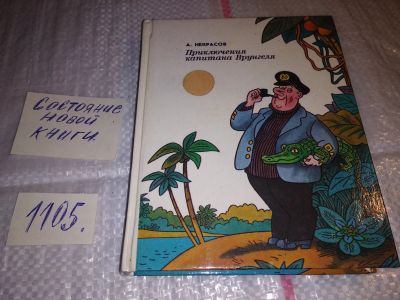 А. НЕКРАСОВ
Приключения
капитана Врунгеля
Состояние
новой
книги
1105.